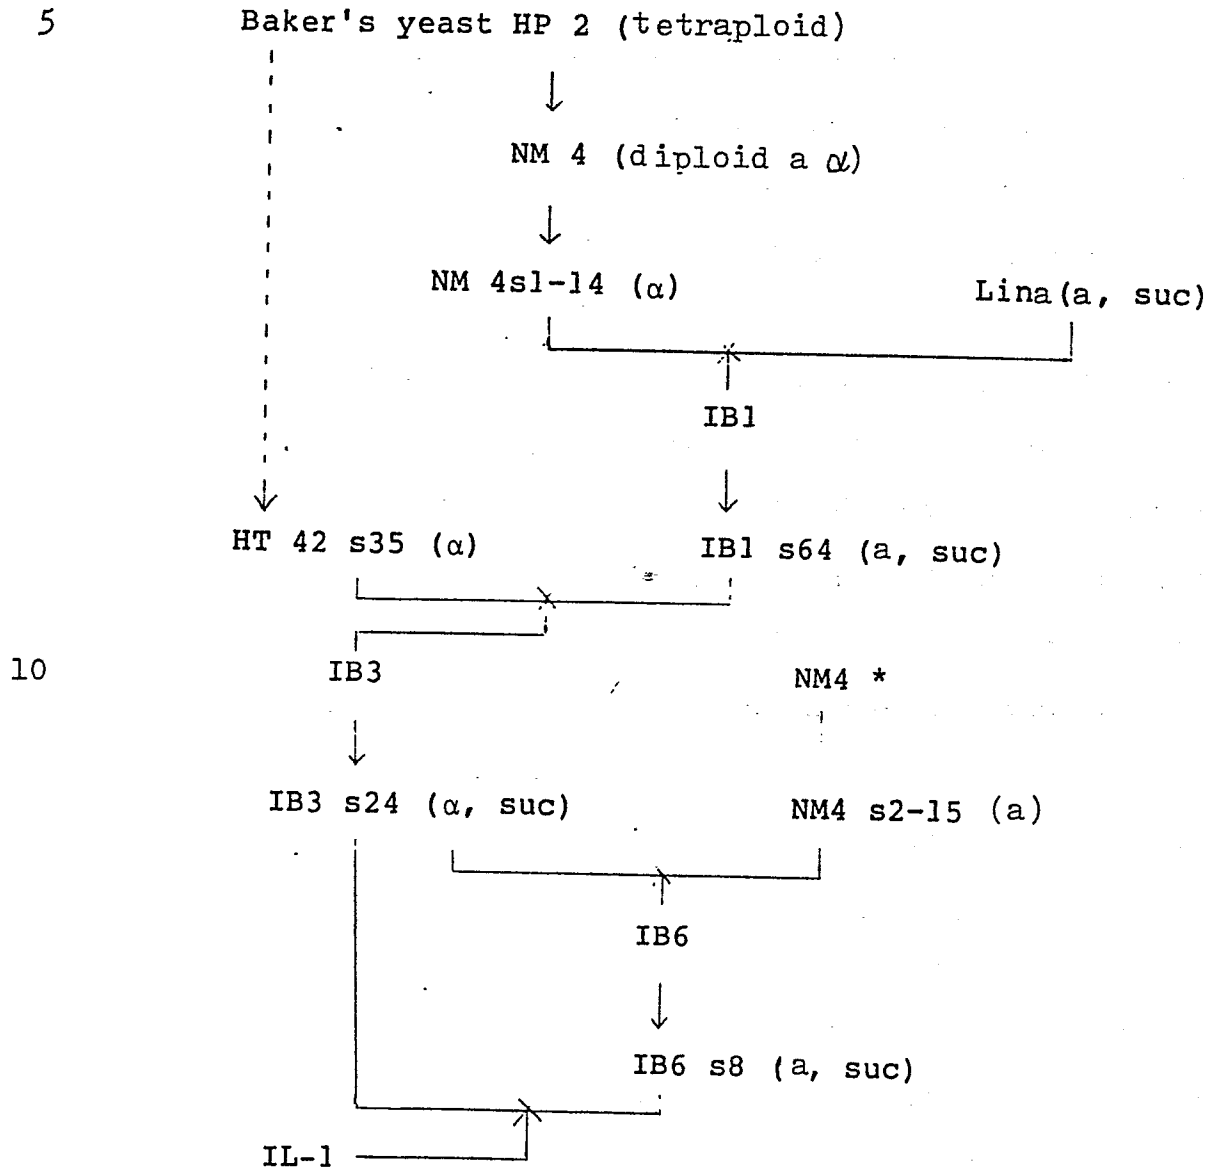 5 Baker's yeast HP 2 (tetraploid)
NM 4 (diploid a α)
NM 4s1-14 (α) Lina(a, suc)
IB1
HT 42 s35 (α) IB1 s64 (a, suc)
10 IB3 NM4 *
IB3 s24 (α, suc) NM4 s2-15 (a)
IB6
IB6 s8 (a, suc)
IL-1